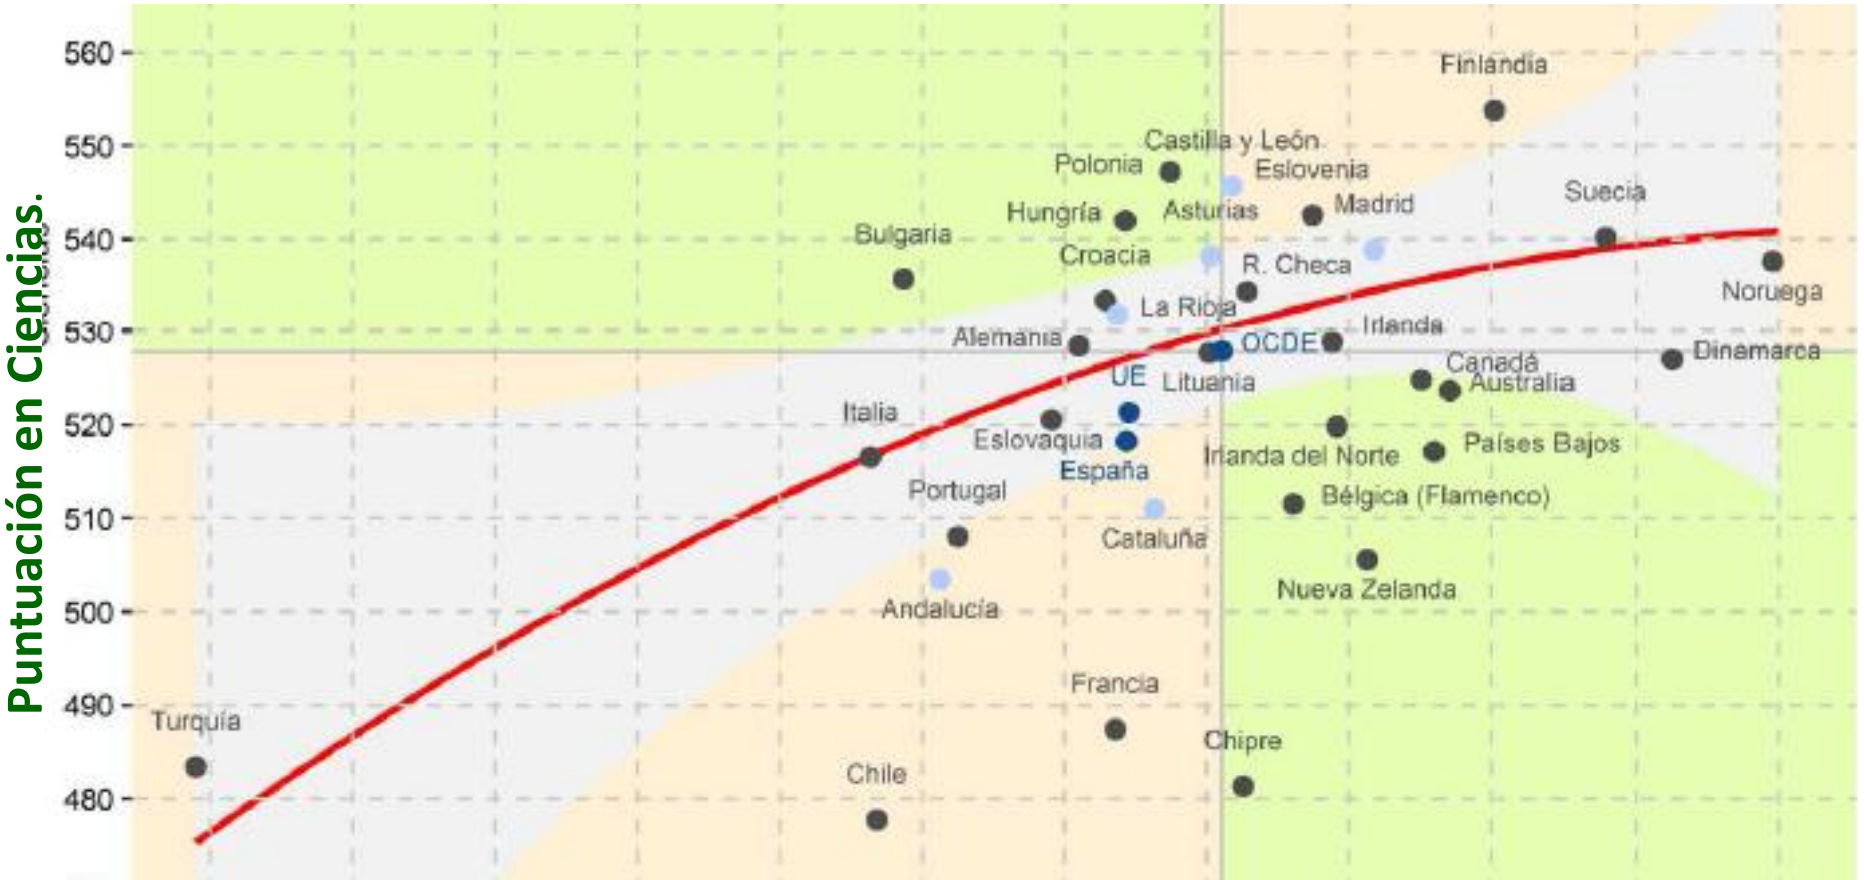 Puntuación en Ciencias.
560
550
540
530
520
510
500
490
480
Finlandia
Castilla y León
Polonia
Eslovenia
Suecia
Madrid
Hungría
Asturias
Bulgaria
Croacia
R. Checa
Noruega
La Rioja
Irlanda
Alemania
OCDE
Dinamarca
Canadá
UE
Lituania
Australia
Italia
Eslovaquia
Países Bajos
Irlanda del Norte
España
Portugal
Bélgica (Flamenco)
Cataluña
Nueva Zelanda
Andalucía
Francia
Turquía
Chipre
Chile